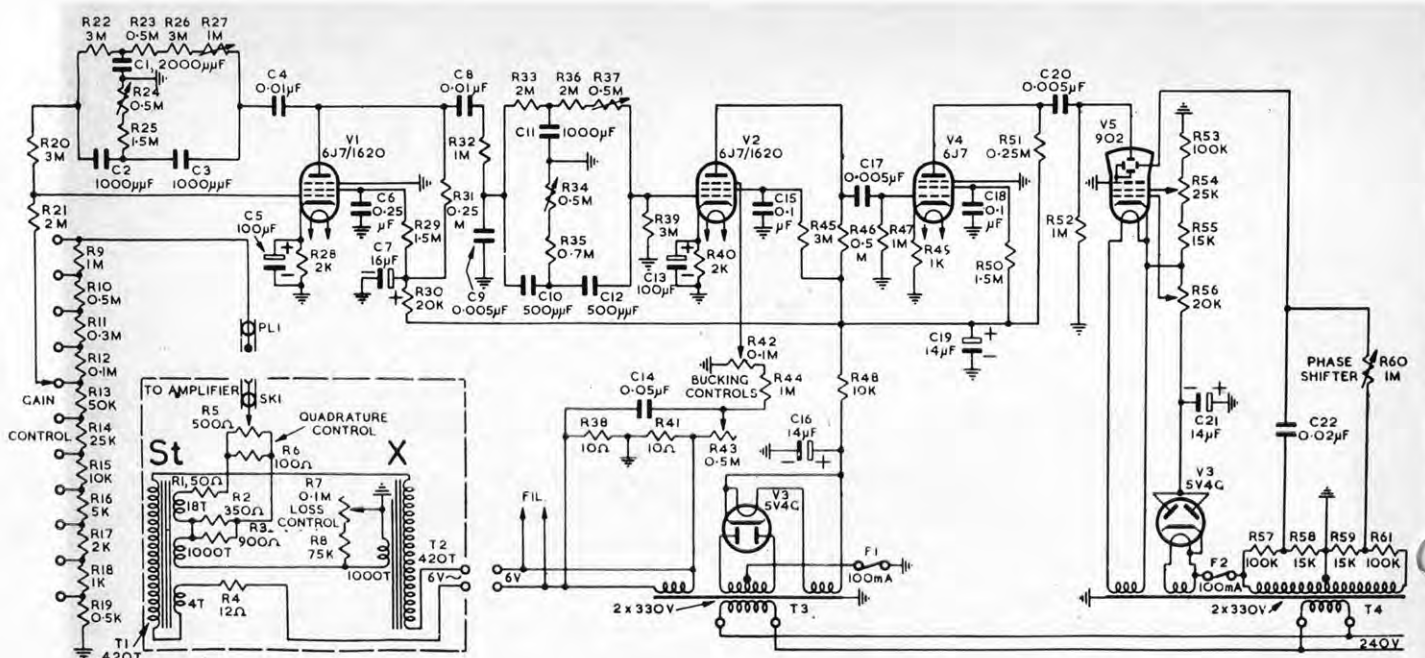 R22
3M
R23
0·5M
R26
3M
R27
1M
C1, 2000µµF
R24
0·5M
R25
1·5M
C2
1000µµF
C3
1000µµF
R20
3M
R21
2M
C4
0·01µF
C8
0·01µF
V1
6J7/1620
C5
100µF
R28
2K
C6
0·25
µF
C7
16µF
R29
1·5M
R30
20K
R31
0·25
M
R32
1M
C9
0·005µF
R33
2M
R36
2M
R37
0·5M
C11
1000µF
R34
0·5M
R35
0·7M
C10
500µµF
C12
500µµF
V2
6J7/1620
R39
3M
C13
100µF
R40
2K
C15
0·1
µF
R45
3M
R46
0·5
M
C17
0·005µF
R47
1M
V4
6J7
R49
1K
C18
0·1
µF
R50
1·5M
R51
0·25M
C20
0·005µF
R52
1M
C19
14µF
V5
902
R53
100K
R54
25K
R55
15K
R56
20K
PHASE
SHIFTER
R60
1M
C21
14µF
C22
0·02µF
V3
5V4G
R57
100K
R58
15K
R59
15K
R61
100K
F2
100mA
2 x 330V
T4
240V
R9
1M
R10
0·5M
R11
0·3M
R12
0·1M
GAIN
CONTROL
R13
50K
R14
25K
R15
10K
R16
5K
R17
2K
R18
1K
R19
0·5K
PL1
TO AMPLIFIER
SK1
R5
500Ω
QUADRATURE
CONTROL
R6
100Ω
St
X
R1, 50Ω
18T
R2
350Ω
R3
900Ω
1000T
R7
0·1M
LOSS
CONTROL
R8
75K
1000T
4T
R4
12Ω
T1
420T
T2
420T
6V~
6V
FIL.
R42
0·1M
BUCKING
CONTROLS
R44
1M
C14
0·05µF
R38
10Ω
R41
10Ω
R43
0·5M
C16
14µF
R48
10K
V3
5V4G
F1
100mA
2 x 330V
T3